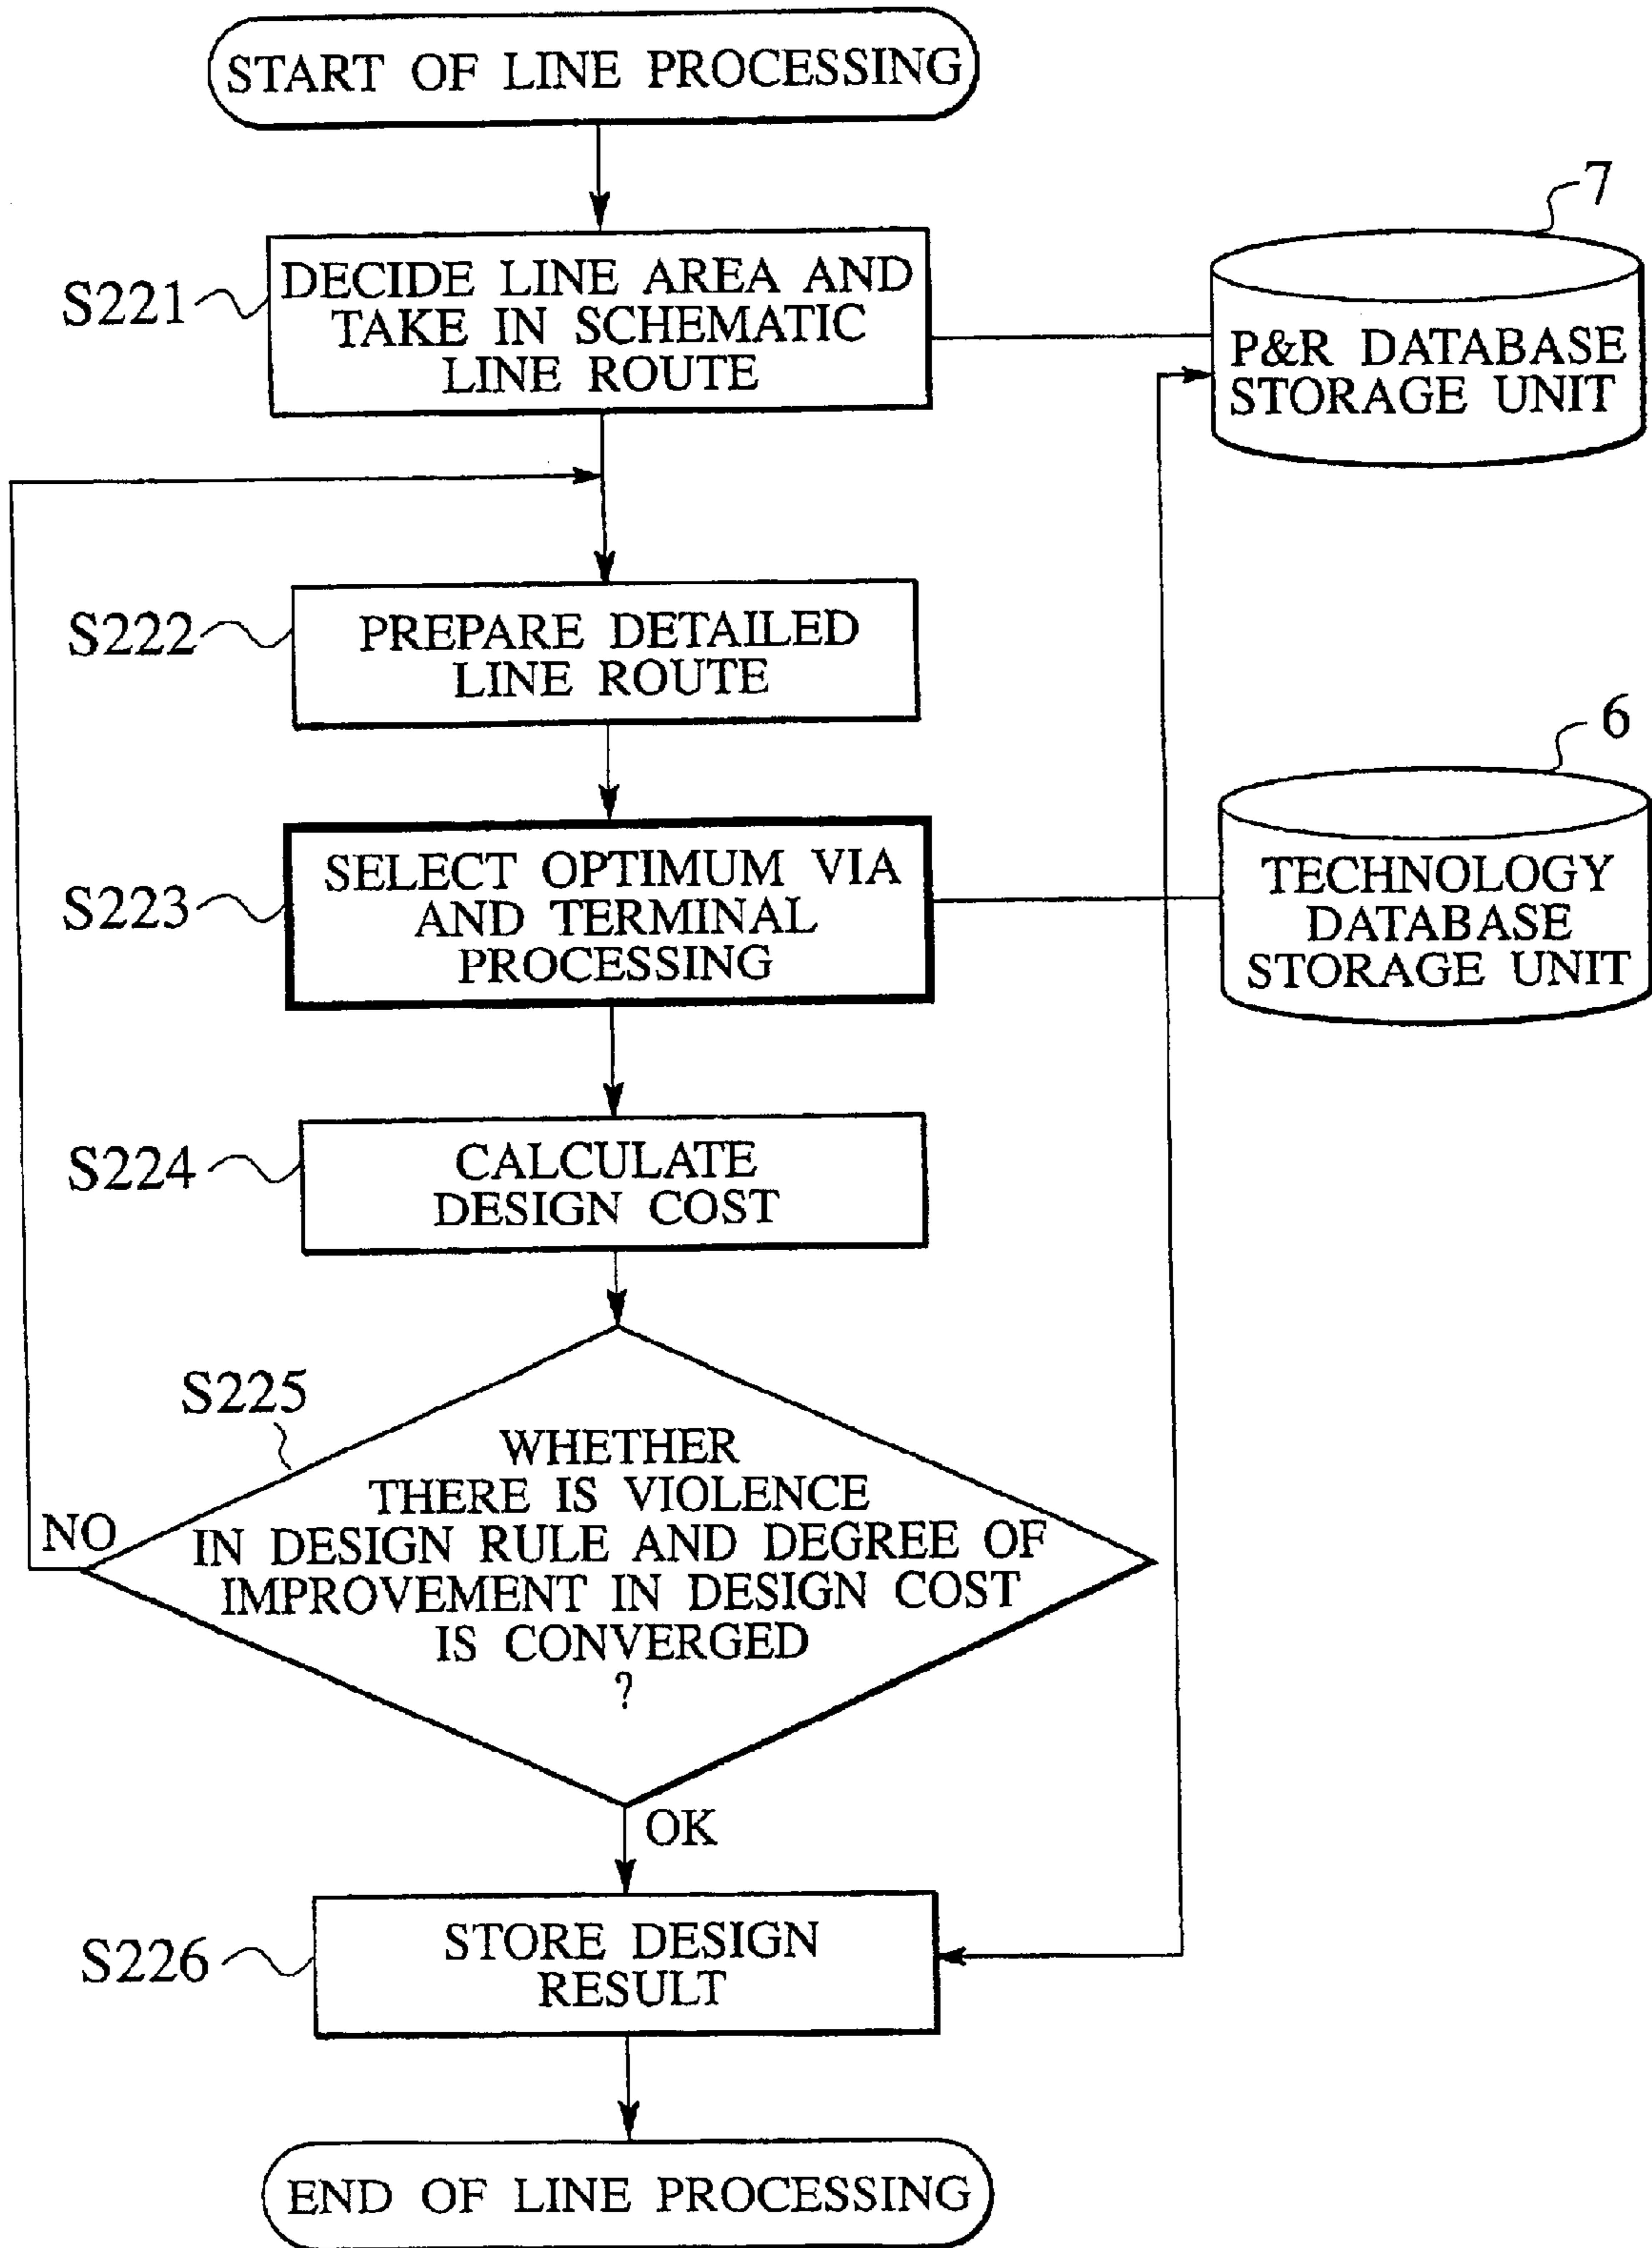 START OF LINE PROCESSING
7
S221
DECIDE LINE AREA AND
TAKE IN SCHEMATIC
LINE ROUTE
P&R DATABASE
STORAGE UNIT
S222
PREPARE DETAILED
LINE ROUTE
6
S223
SELECT OPTIMUM VIA
AND TERMINAL
PROCESSING
TECHNOLOGY
DATABASE
STORAGE UNIT
S224
CALCULATE
DESIGN COST
S225
WHETHER
THERE IS VIOLENCE
IN DESIGN RULE AND DEGREE OF
IMPROVEMENT IN DESIGN COST
IS CONVERGED
?
NO
OK
S226
STORE DESIGN
RESULT
END OF LINE PROCESSING